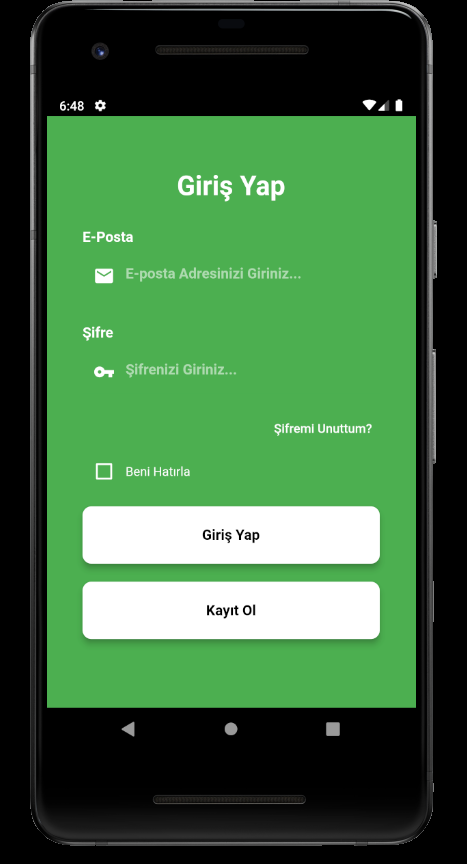 6:48
Giriş Yap
E-Posta
E-posta Adresinizi Giriniz...
Şifre
Şifrenizi Giriniz...
Şifremi Unuttum?
Beni Hatırla
Giriş Yap
Kayıt Ol